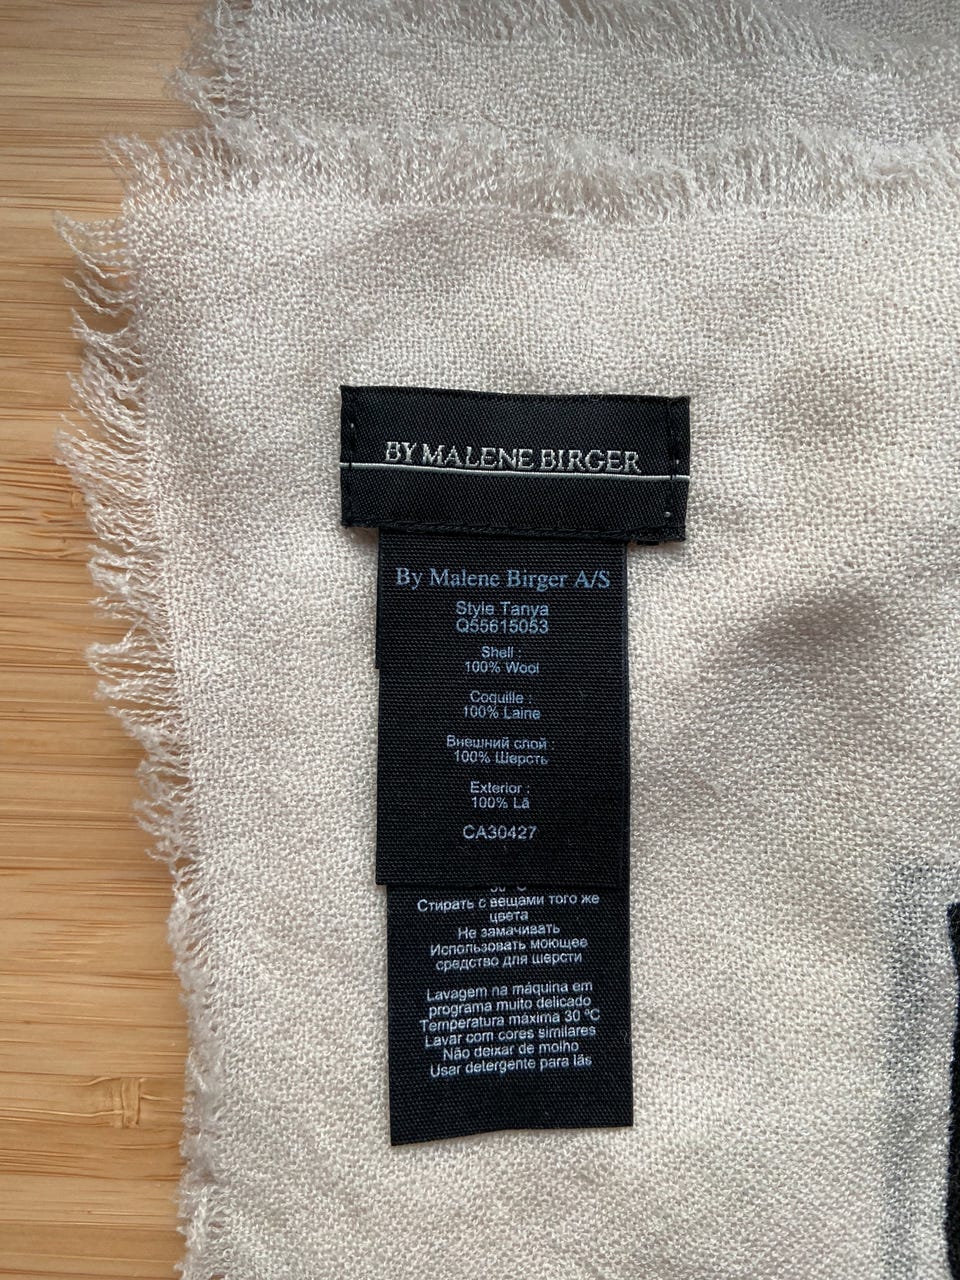 BY MALENE BIRGER
By Malene Birger A/S
Style Tanya
Q55615053
Shell :
100% Wool
Coquille :
100% Laine
Внешний слой :
100% Шерсть
Exterior :
100% Lã
CA30427
30 °C
Стирать с вещами того же
цвета
Не замачивать
Использовать моющее
средство для шерсти
Lavagem na máquina em
programa muito delicado
Temperatura máxima 30 ºC
Lavar com cores similares
Não deixar de molho
Usar detergente para lãs